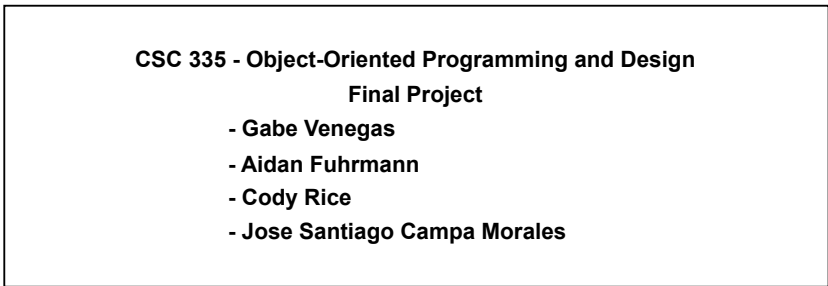 CSC 335 - Object-Oriented Programming and Design
Final Project
- Gabe Venegas
- Aidan Fuhrmann
- Cody Rice
- Jose Santiago Campa Morales